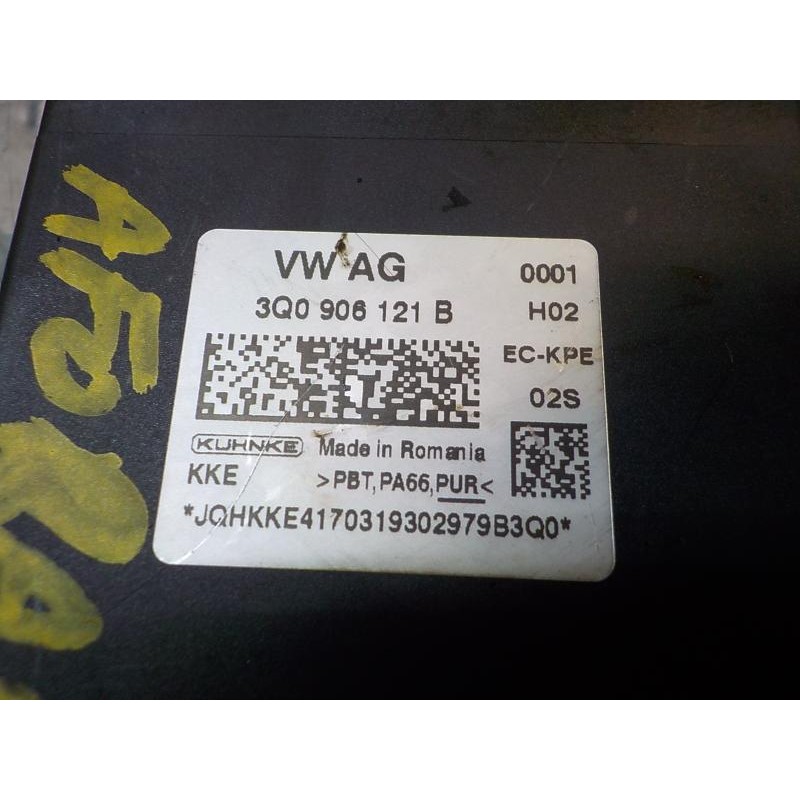 VW AG 0001
3Q0 906 121 B H02
EC-KPE
02S
KUHNKE Made in Romania
KKE >PBT,PA66,PUR<
*JQHKKE4170319302979B3Q0*